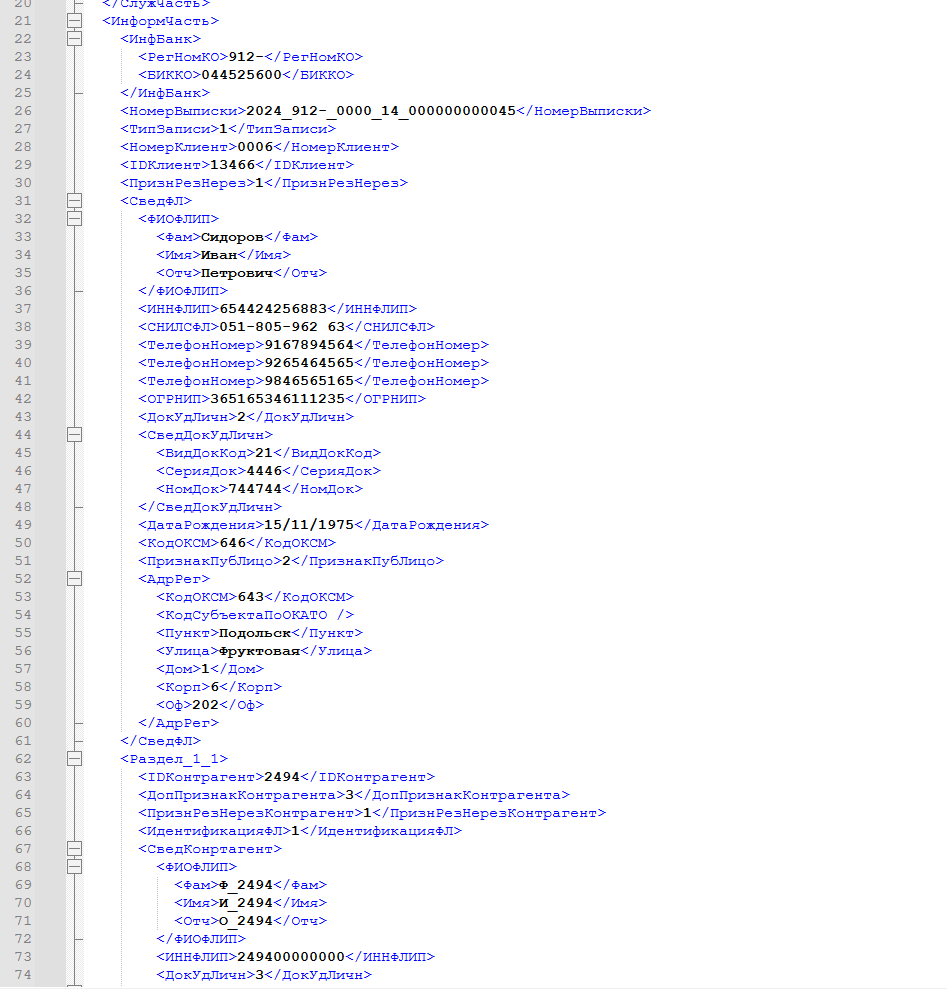 20 </СлужЧасть>
21 <ИнформЧасть>
22 <ИнфБанк>
23 <РегНомКО>912-</РегНомКО>
24 <БИККО>044525600</БИККО>
25 </ИнфБанк>
26 <НомерВыписки>2024_912-_0000_14_000000000045</НомерВыписки>
27 <ТипЗаписи>1</ТипЗаписи>
28 <НомерКлиент>0006</НомерКлиент>
29 <IDКлиент>13466</IDКлиент>
30 <ПризнРезНерез>1</ПризнРезНерез>
31 <СведФЛ>
32 <ФИОФЛИП>
33 <Фам>Сидоров</Фам>
34 <Имя>Иван</Имя>
35 <Отч>Петрович</Отч>
36 </ФИОФЛИП>
37 <ИННФЛИП>654424256883</ИННФЛИП>
38 <СНИЛСФЛ>051-805-962 63</СНИЛСФЛ>
39 <ТелефонНомер>9167894564</ТелефонНомер>
40 <ТелефонНомер>9265464565</ТелефонНомер>
41 <ТелефонНомер>9846565165</ТелефонНомер>
42 <ОГРНИП>365165346111235</ОГРНИП>
43 <ДокУдЛичн>2</ДокУдЛичн>
44 <СведДокУдЛичн>
45 <ВидДокКод>21</ВидДокКод>
46 <СерияДок>4446</СерияДок>
47 <НомДок>744744</НомДок>
48 </СведДокУдЛичн>
49 <ДатаРождения>15/11/1975</ДатаРождения>
50 <КодОКСМ>646</КодОКСМ>
51 <ПризнакПубЛицо>2</ПризнакПубЛицо>
52 <АдрРег>
53 <КодОКСМ>643</КодОКСМ>
54 <КодСубъектаПоОКАТО />
55 <Пункт>Подольск</Пункт>
56 <Улица>Фруктовая</Улица>
57 <Дом>1</Дом>
58 <Корп>6</Корп>
59 <Оф>202</Оф>
60 </АдрРег>
61 </СведФЛ>
62 <Раздел_1_1>
63 <IDКонтрагент>2494</IDКонтрагент>
64 <ДопПризнакКонтрагента>3</ДопПризнакКонтрагента>
65 <ПризнРезНерезКонтрагент>1</ПризнРезНерезКонтрагент>
66 <ИдентификацияФЛ>1</ИдентификацияФЛ>
67 <СведКонртагент>
68 <ФИОФЛИП>
69 <Фам>Ф_2494</Фам>
70 <Имя>И_2494</Имя>
71 <Отч>О_2494</Отч>
72 </ФИОФЛИП>
73 <ИННФЛИП>249400000000</ИННФЛИП>
74 <ДокУдЛичн>3</ДокУдЛичн>